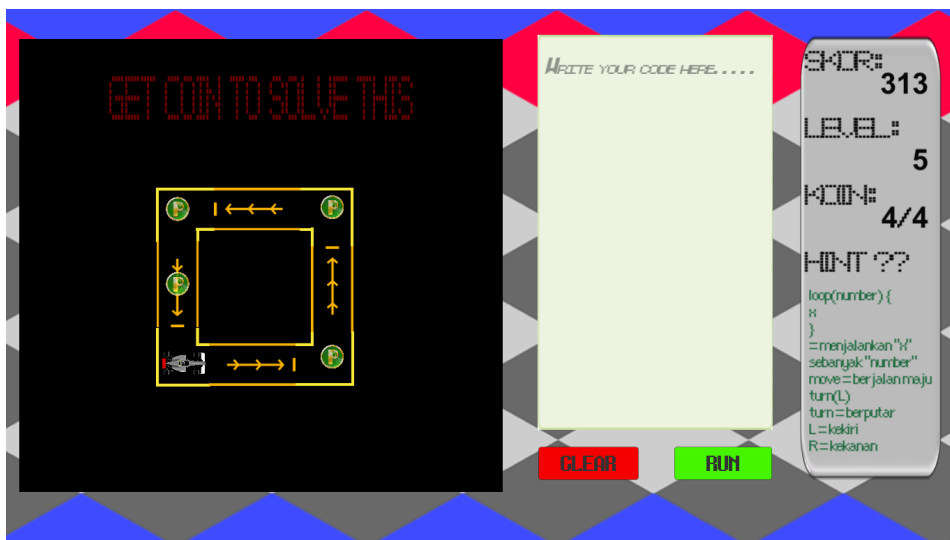 GET COIN TO SOLVE THIS
P
P
P
P
WRITE YOUR CODE HERE.....
CLEAR
RUN
SKOR:
313
LEVEL:
5
KOIN:
4/4
HINT ??
loop(number) {
x
}
=menjalankan "X"
sebanyak "number"
move=berjalan maju
turn(L)
turn=berputar
L=kekiri
R=kekanan